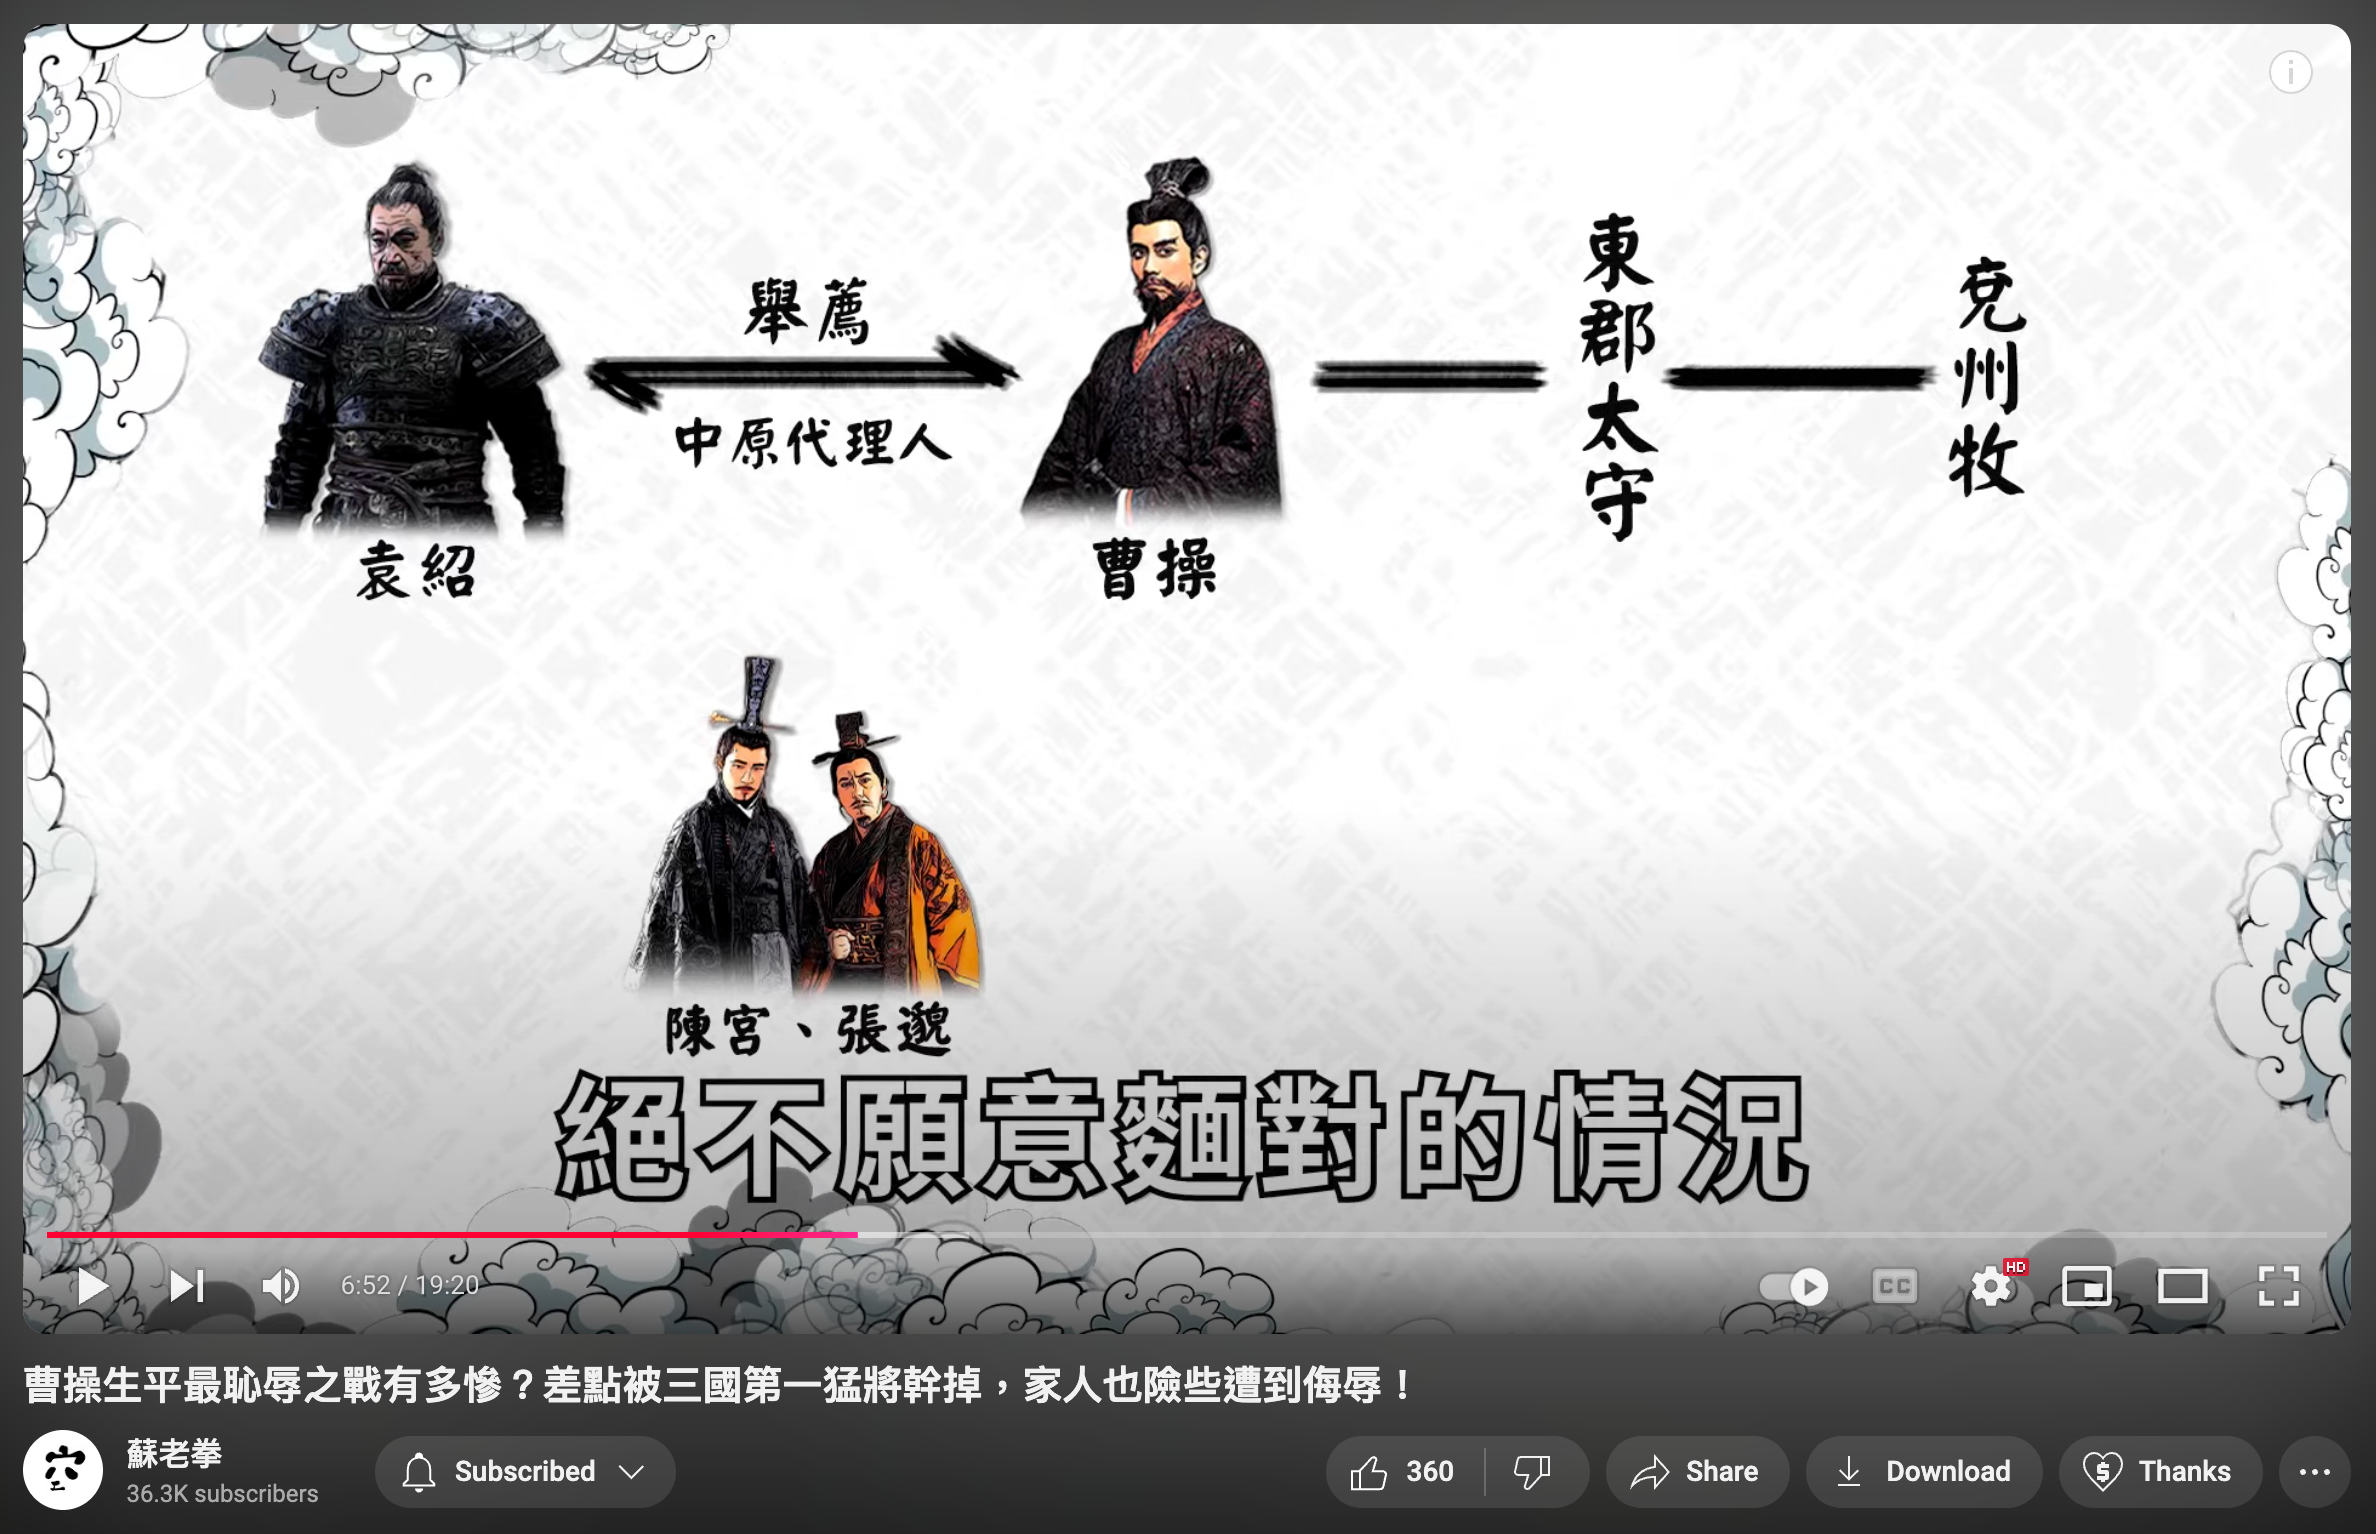 舉薦
中原代理人
東郡太守
兗州牧
袁紹
曹操
陳宮、張邈
絕不願意麵對的情況
6:52 / 19:20
CC
HD
曹操生平最恥辱之戰有多慘？差點被三國第一猛將幹掉，家人也險些遭到侮辱！
蘇老拳
36.3K subscribers
Subscribed
360
Share
Download
Thanks